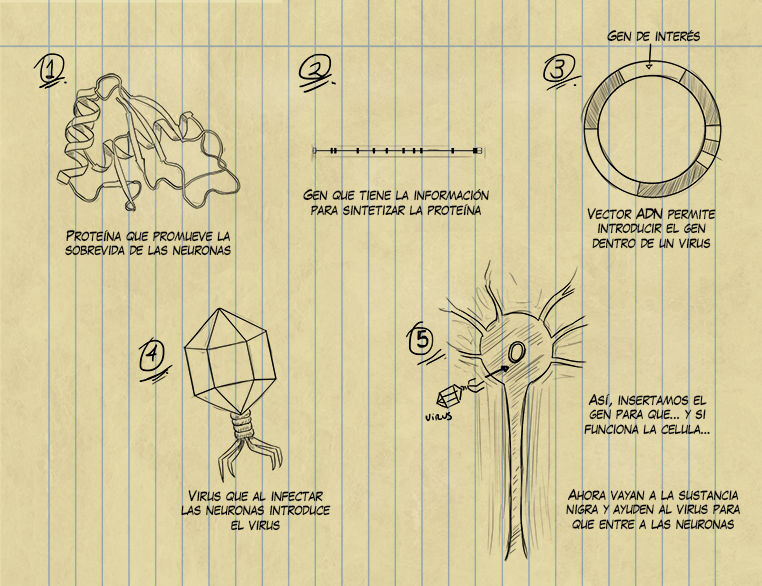 1
Proteína que promueve la
sobrevida de las neuronas
2
Gen que tiene la información
para sintetizar la proteína
3
Gen de interés
Vector ADN permite
introducir el gen
dentro de un virus
4
Virus que al infectar
las neuronas introduce
el virus
5
virus
Así, insertamos el
gen para que... y si
funciona la celula...
Ahora vayan a la sustancia
nigra y ayuden al virus para
que entre a las neuronas